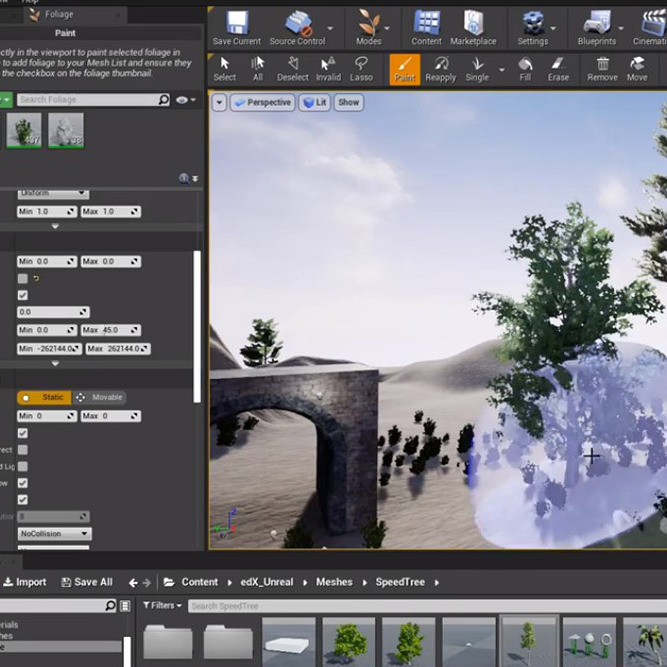 Help
Foliage
Paint
ctly in the viewport to paint selected foliage in
to add foliage to your Mesh List and ensure they
the checkbox on the foliage thumbnail.
Search Foliage
Save Current
Source Control
Modes
Content
Marketplace
Settings
Blueprints
Cinemat
Select
All
Deselect
Invalid
Lasso
Paint
Reapply
Single
Fill
Erase
Remove
Move
Perspective
Lit
Show
Uniform
Min 1.0 Max 1.0
Min 0.0 Max 0.0
0.0
Min 0.0 Max 45.0
Min -262144.0 Max 262144.0
Static
Movable
Min 0 Max 0
rect
d Lig
ow
8
NoCollision
Import
Save All
Content
edX_Unreal
Meshes
SpeedTree
Filters
Search SpeedTree
erials
hes
e